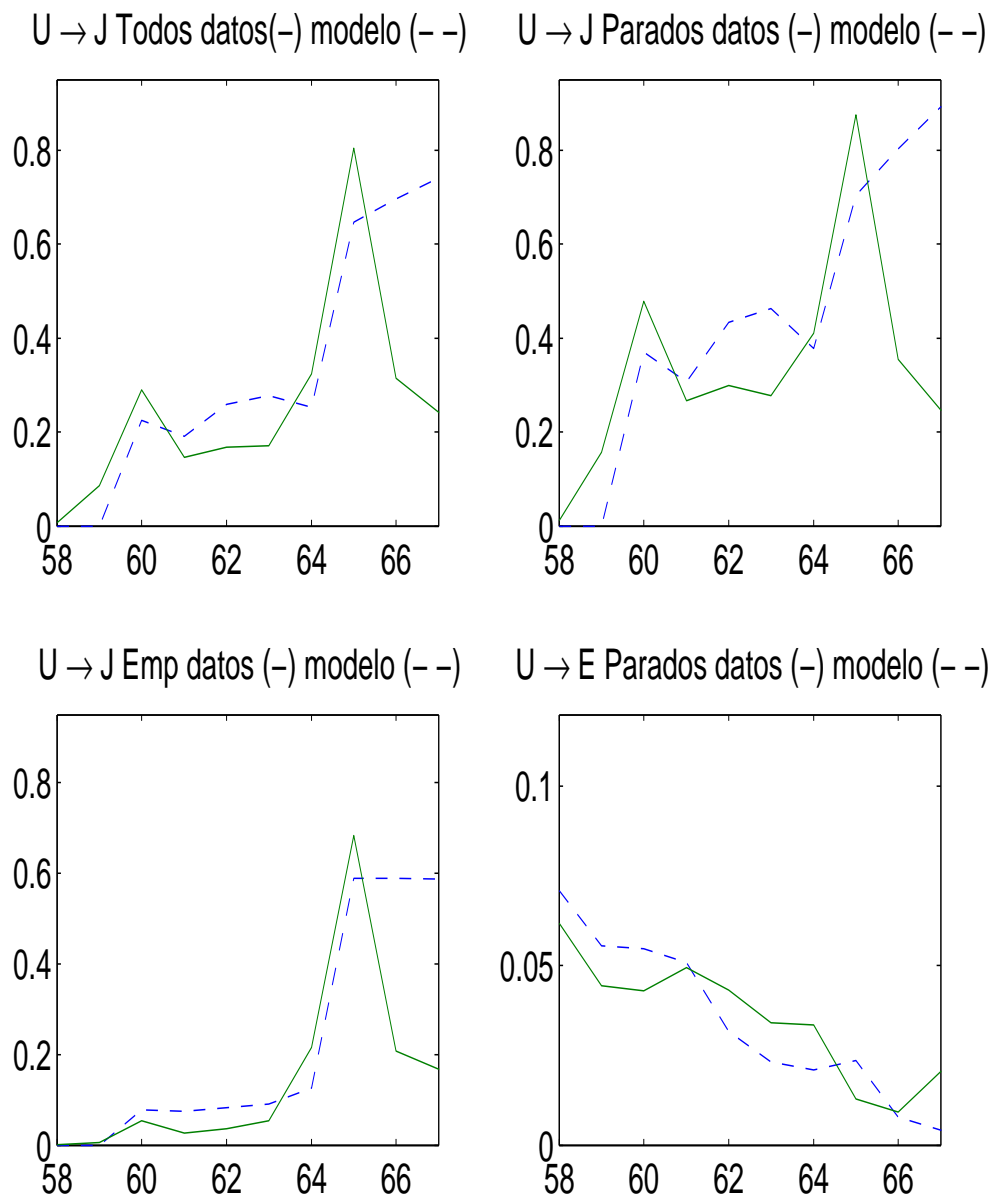 U → J Todos datos(–) modelo (– –)
0.8
0.6
0.4
0.2
0
58 60 62 64 66
U → J Parados datos (–) modelo (– –)
0.8
0.6
0.4
0.2
0
58 60 62 64 66
U → J Emp datos (–) modelo (– –)
0.8
0.6
0.4
0.2
0
58 60 62 64 66
U → E Parados datos (–) modelo (– –)
0.1
0.05
0
58 60 62 64 66